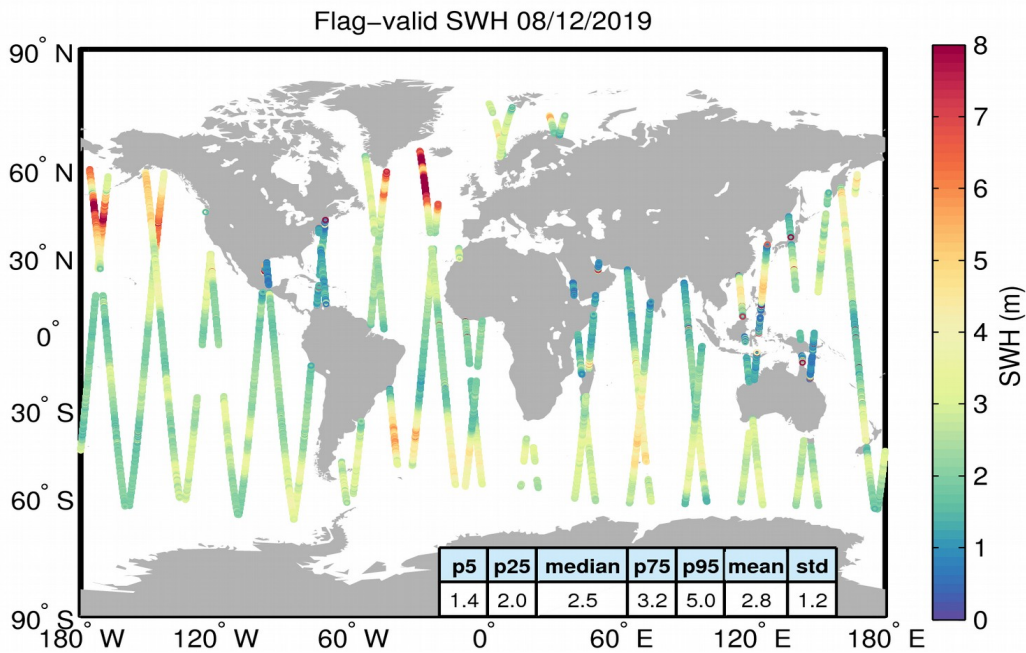 Flag−valid SWH 08/12/2019
90° N
60° N
30° N
0°
30° S
60° S
90° S
180° W
120° W
60° W
0°
60° E
120° E
180° E
8
7
6
5
4
3
2
1
0
SWH (m)
p5 p25 median p75 p95 mean std
1.4 2.0 2.5 3.2 5.0 2.8 1.2